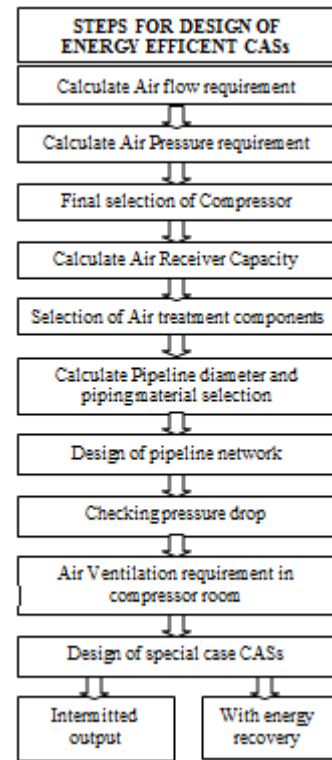 STEPS FOR DESIGN OF
ENERGY EFFICENT CASs
Calculate Air flow requirement
Calculate Air Pressure requirement
Final selection of Compressor
Calculate Air Receiver Capacity
Selection of Air treatment components
Calculate Pipeline diameter and
piping material selection
Design of pipeline network
Checking pressure drop
Air Ventilation requirement in
compressor room
Design of special case CASs
Intermitted
output
With energy
recovery